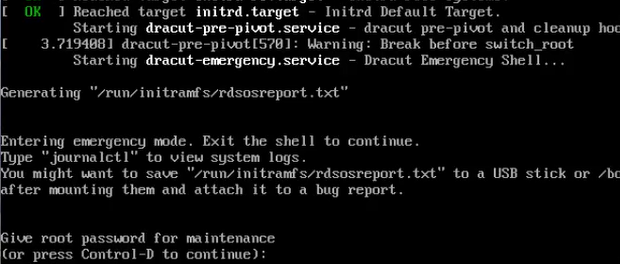 [ OK ] Reached target initrd.target - Initrd Default Target.
Starting dracut-pre-pivot.service - dracut pre-pivot and cleanup hoo
[ 3.719408] dracut-pre-pivot[570]: Warning: Break before switch_root
Starting dracut-emergency.service - Dracut Emergency Shell...
Generating "/run/initramfs/rdsosreport.txt"
Entering emergency mode. Exit the shell to continue.
Type "journalctl" to view system logs.
You might want to save "/run/initramfs/rdsosreport.txt" to a USB stick or /bo
after mounting them and attach it to a bug report.
Give root password for maintenance
(or press Control-D to continue):